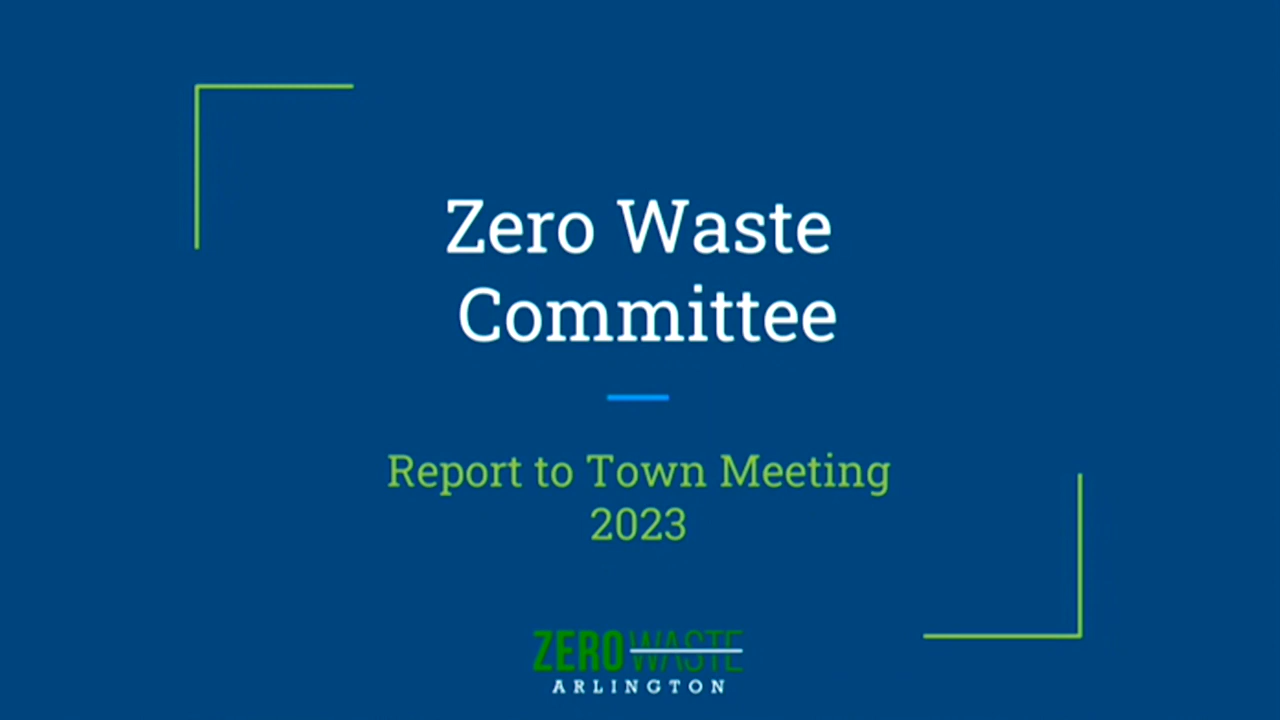 Zero Waste
Committee
Report to Town Meeting
2023
ZERO WASTE
ARLINGTON